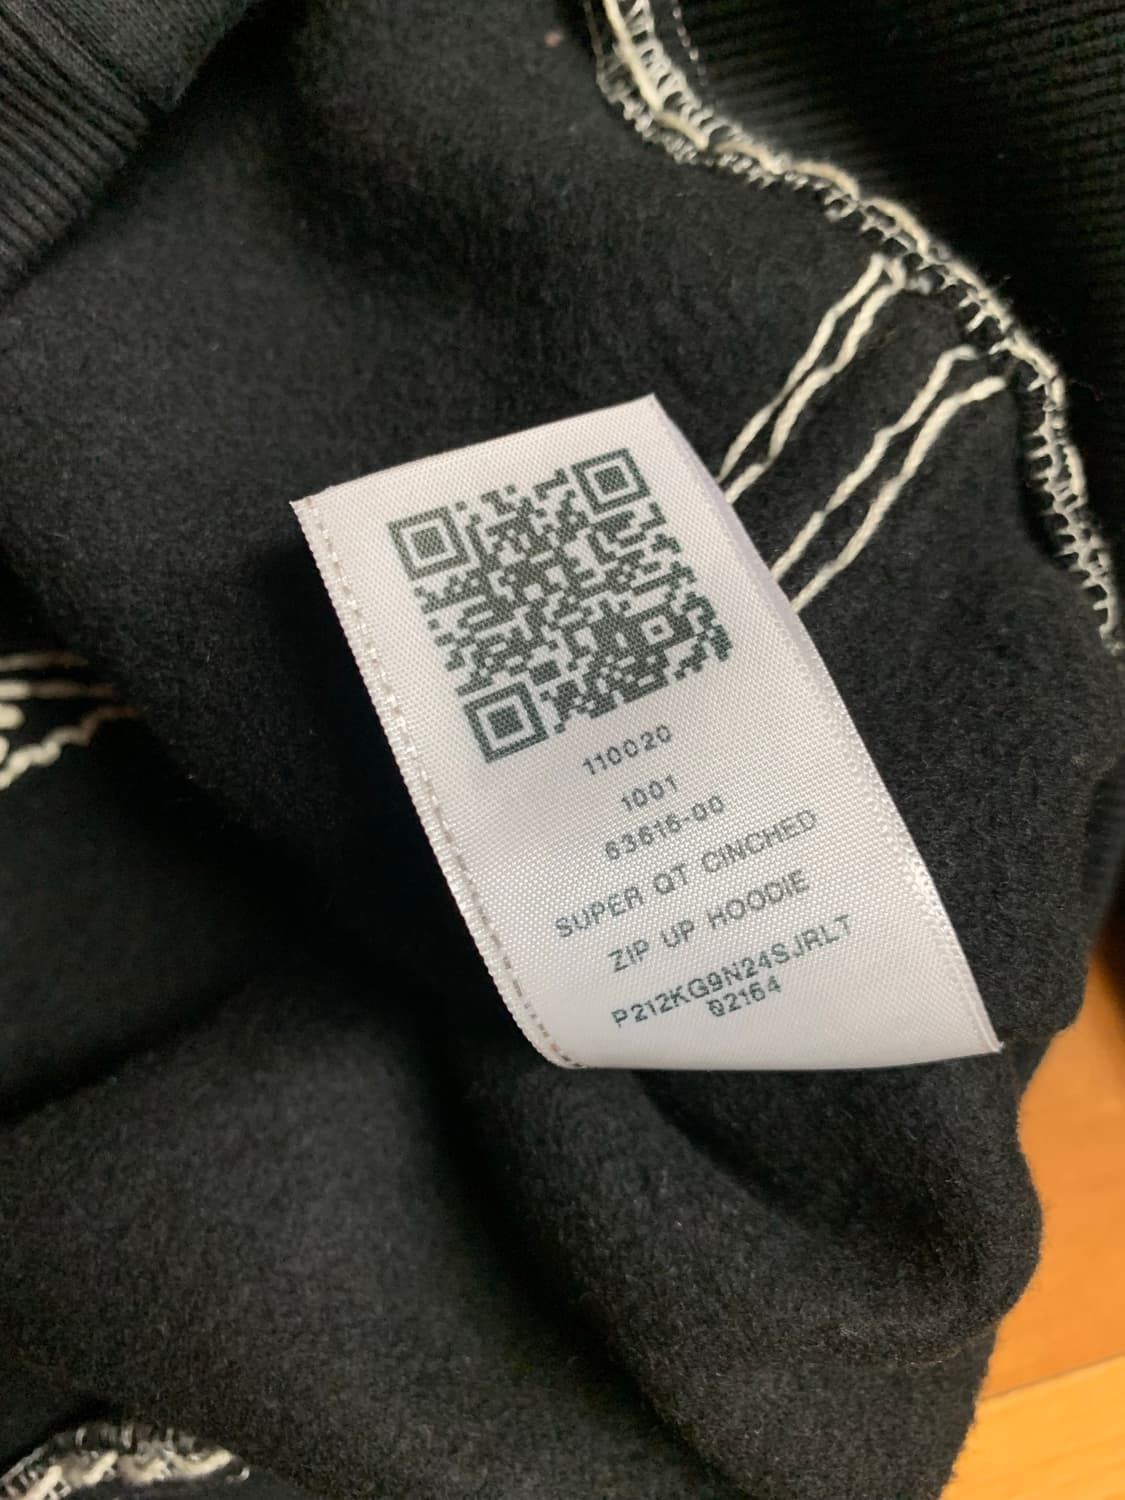 110020
1001
63616-00
SUPER QT CINCHED
ZIP UP HOODIE
P212KG9N24SJRLT
02164